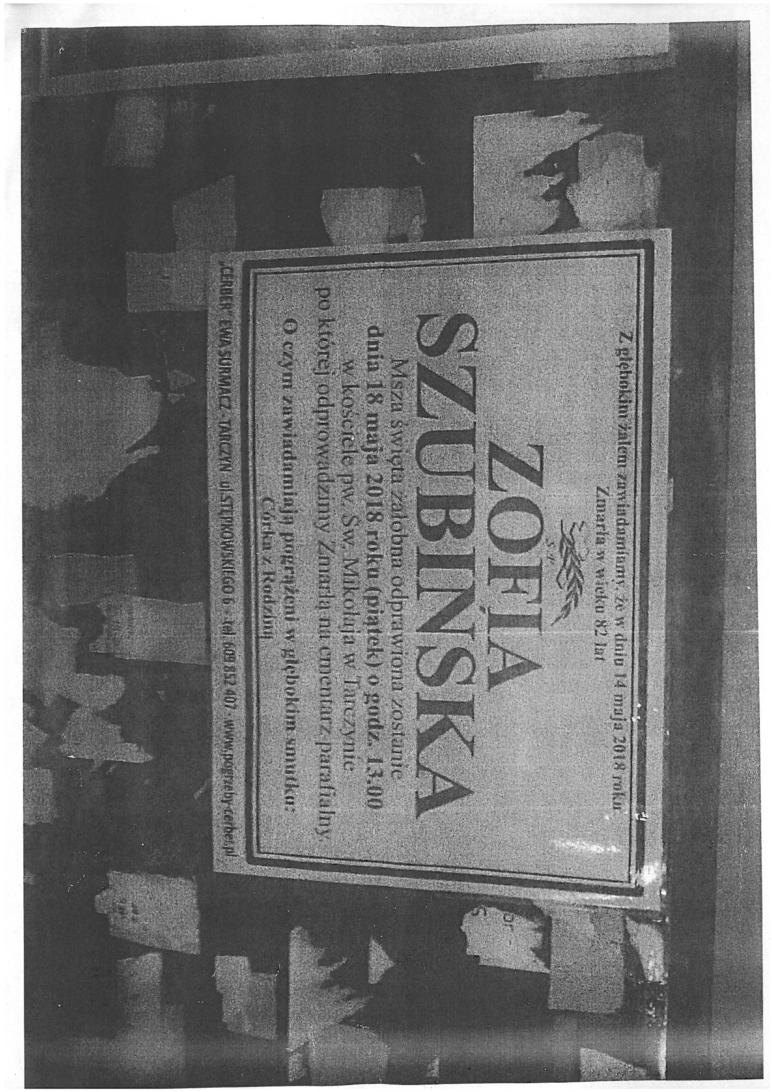 Z głębokim żalem zawiadamiamy, że w dniu 14 maja 2018 roku
Zmarła w wieku 82 lat
Ś.P.
ZOFIA
SZUBIŃSKA
Msza święta żałobna odprawiona zostanie
dnia 18 maja 2018 roku (piątek) o godz. 13.00
w kościele pw. Św. Mikołaja w Tarczynie
po której odprowadzimy Zmarłą na cmentarz parafialny.
O czym zawiadamiają pogrążeni w głębokim smutku:
Córka z Rodziną
„CERBER" EWA SURMACZ - TARCZYN ul STĘPKOWSKIEGO 6 - tel. 609 852 407 - www.pogrzeby-cerber.pl
or-
S